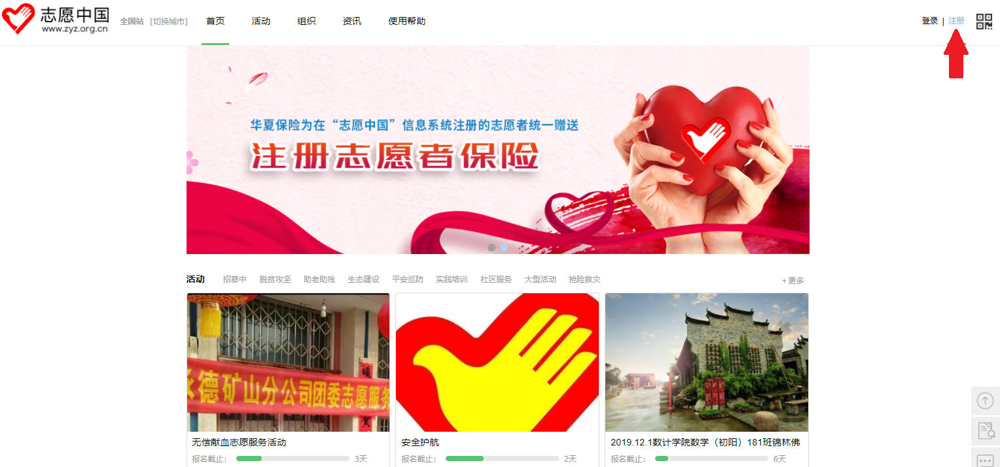 志愿中国
www.zyz.org.cn
全国站 [切换城市] 首页 活动 组织 资讯 使用帮助 登录 | 注册
华夏保险为在“志愿中国”信息系统注册的志愿者统一赠送
注册志愿者保险
活动 招募中 脱贫攻坚 助老助残 生态建设 平安巡防 实践培训 社区服务 大型活动 抢险救灾 + 更多
德矿山分公司团委志愿服务
无偿献血志愿服务活动
报名截止： 3天
安全护航
报名截止： 2天
2019.12.1数计学院数学（初阳）181班锦林佛
报名截止： 6天